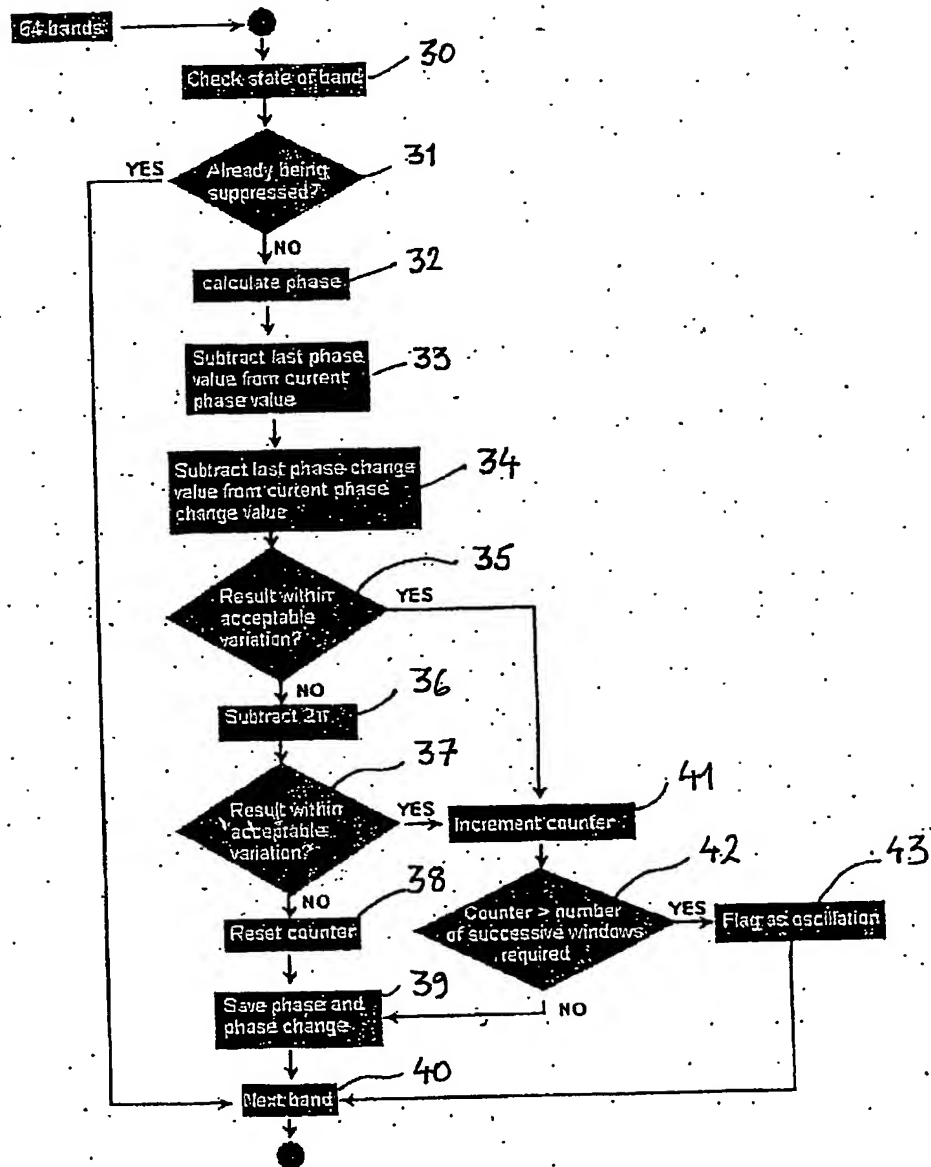 64 bands
Check state of band
30
Already being
suppressed?
31
YES
NO
calculate phase
32
Subtract last phase
value from current
phase value
33
Subtract last phase change
value from current phase
change value
34
Result within
acceptable
variation?
35
YES
NO
Subtract 2π
36
Result within
acceptable
variation?
37
YES
NO
Increment counter
41
Counter > number
of successive windows
required
42
YES
NO
Flag as oscillation
43
Reset counter
38
Save phase and
phase change
39
Next band
40